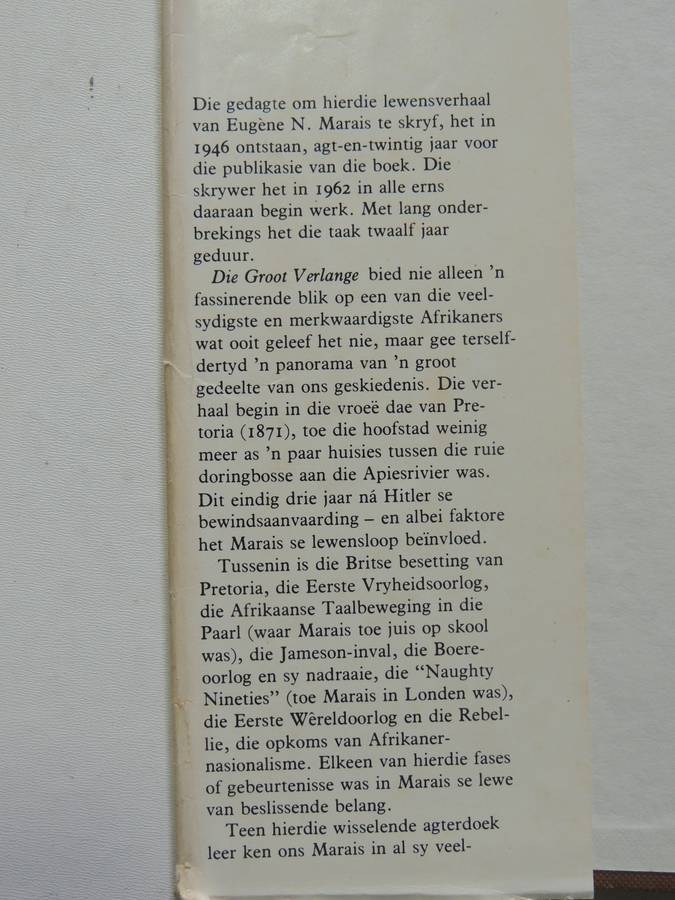 Die gedagte om hierdie lewensverhaal
van Eugène N. Marais te skryf, het in
1946 ontstaan, agt-en-twintig jaar voor
die publikasie van die boek. Die
skrywer het in 1962 in alle erns
daaraan begin werk. Met lang onder-
brekings het die taak twaalf jaar
geduur.
Die Groot Verlange bied nie alleen 'n
fassinerende blik op een van die veel-
sydigste en merkwaardigste Afrikaners
wat ooit geleef het nie, maar gee terself-
dertyd 'n panorama van 'n groot
gedeelte van ons geskiedenis. Die ver-
haal begin in die vroeë dae van Pre-
toria (1871), toe die hoofstad weinig
meer as 'n paar huisies tussen die ruie
doringbosse aan die Apiesrivier was.
Dit eindig drie jaar ná Hitler se
bewindsaanvaarding – en albei faktore
het Marais se lewensloop beïnvloed.
Tussenin is die Britse besetting van
Pretoria, die Eerste Vryheidsoorlog,
die Afrikaanse Taalbeweging in die
Paarl (waar Marais toe juis op skool
was), die Jameson-inval, die Boere-
oorlog en sy nadraaie, die “Naughty
Nineties” (toe Marais in Londen was),
die Eerste Wêreldoorlog en die Rebel-
lie, die opkoms van Afrikaner-
nasionalisme. Elkeen van hierdie fases
of gebeurtenisse was in Marais se lewe
van beslissende belang.
Teen hierdie wisselende agterdoek
leer ken ons Marais in al sy veel-